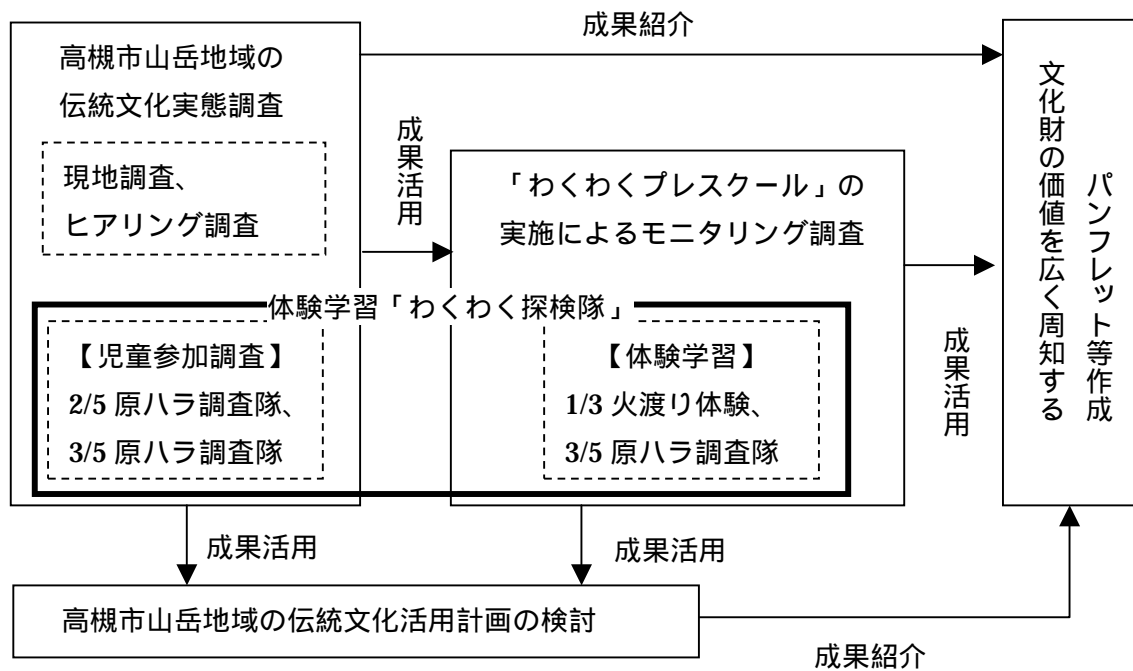 成果紹介
高槻市山岳地域の
伝統文化実態調査
現地調査、
ヒアリング調査
成果活用
「わくわくプレスクール」の
実施によるモニタリング調査
体験学習「わくわく探検隊」
【児童参加調査】
2/5 原ハラ調査隊、
3/5 原ハラ調査隊
【体験学習】
1/3 火渡り体験、
3/5 原ハラ調査隊
成果活用
パンフレット等作成
文化財の価値を広く周知する
成果活用
成果活用
高槻市山岳地域の伝統文化活用計画の検討
成果紹介